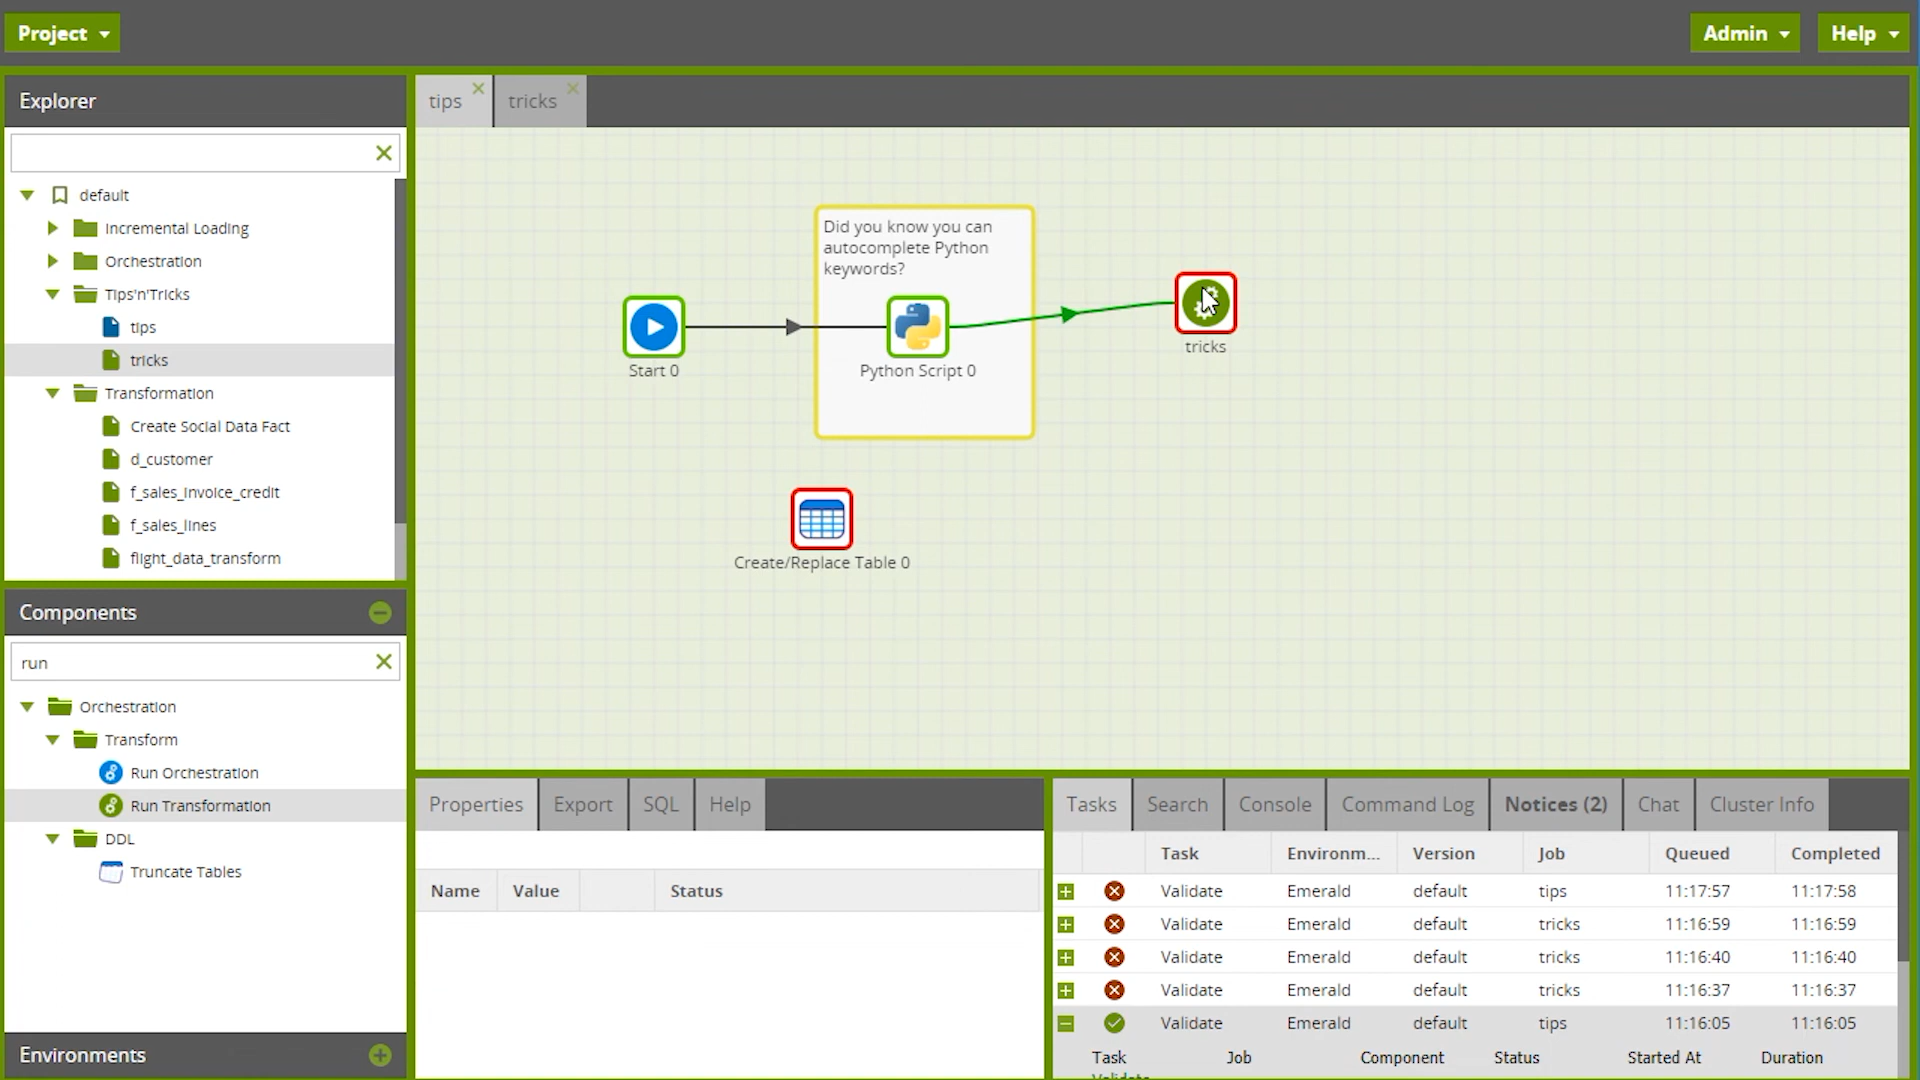 Project
Admin
Help
Explorer
default
Incremental Loading
Orchestration
Tips'n'Tricks
tips
tricks
Transformation
Create Social Data Fact
d_customer
f_sales_invoice_credit
f_sales_lines
flight_data_transform
Components
run
Orchestration
Transform
Run Orchestration
Run Transformation
DDL
Truncate Tables
Environments
tips
tricks
Did you know you can
autocomplete Python
keywords?
Start 0
Python Script 0
tricks
Create/Replace Table 0
Properties Export SQL Help
Name Value Status
Tasks Search Console Command Log Notices (2) Chat Cluster Info
Task Environm... Version Job Queued Completed
Validate Emerald default tips 11:17:57 11:17:58
Validate Emerald default tricks 11:16:59 11:16:59
Validate Emerald default tricks 11:16:40 11:16:40
Validate Emerald default tricks 11:16:37 11:16:37
Validate Emerald default tips 11:16:05 11:16:05
Task Job Component Status Started At Duration